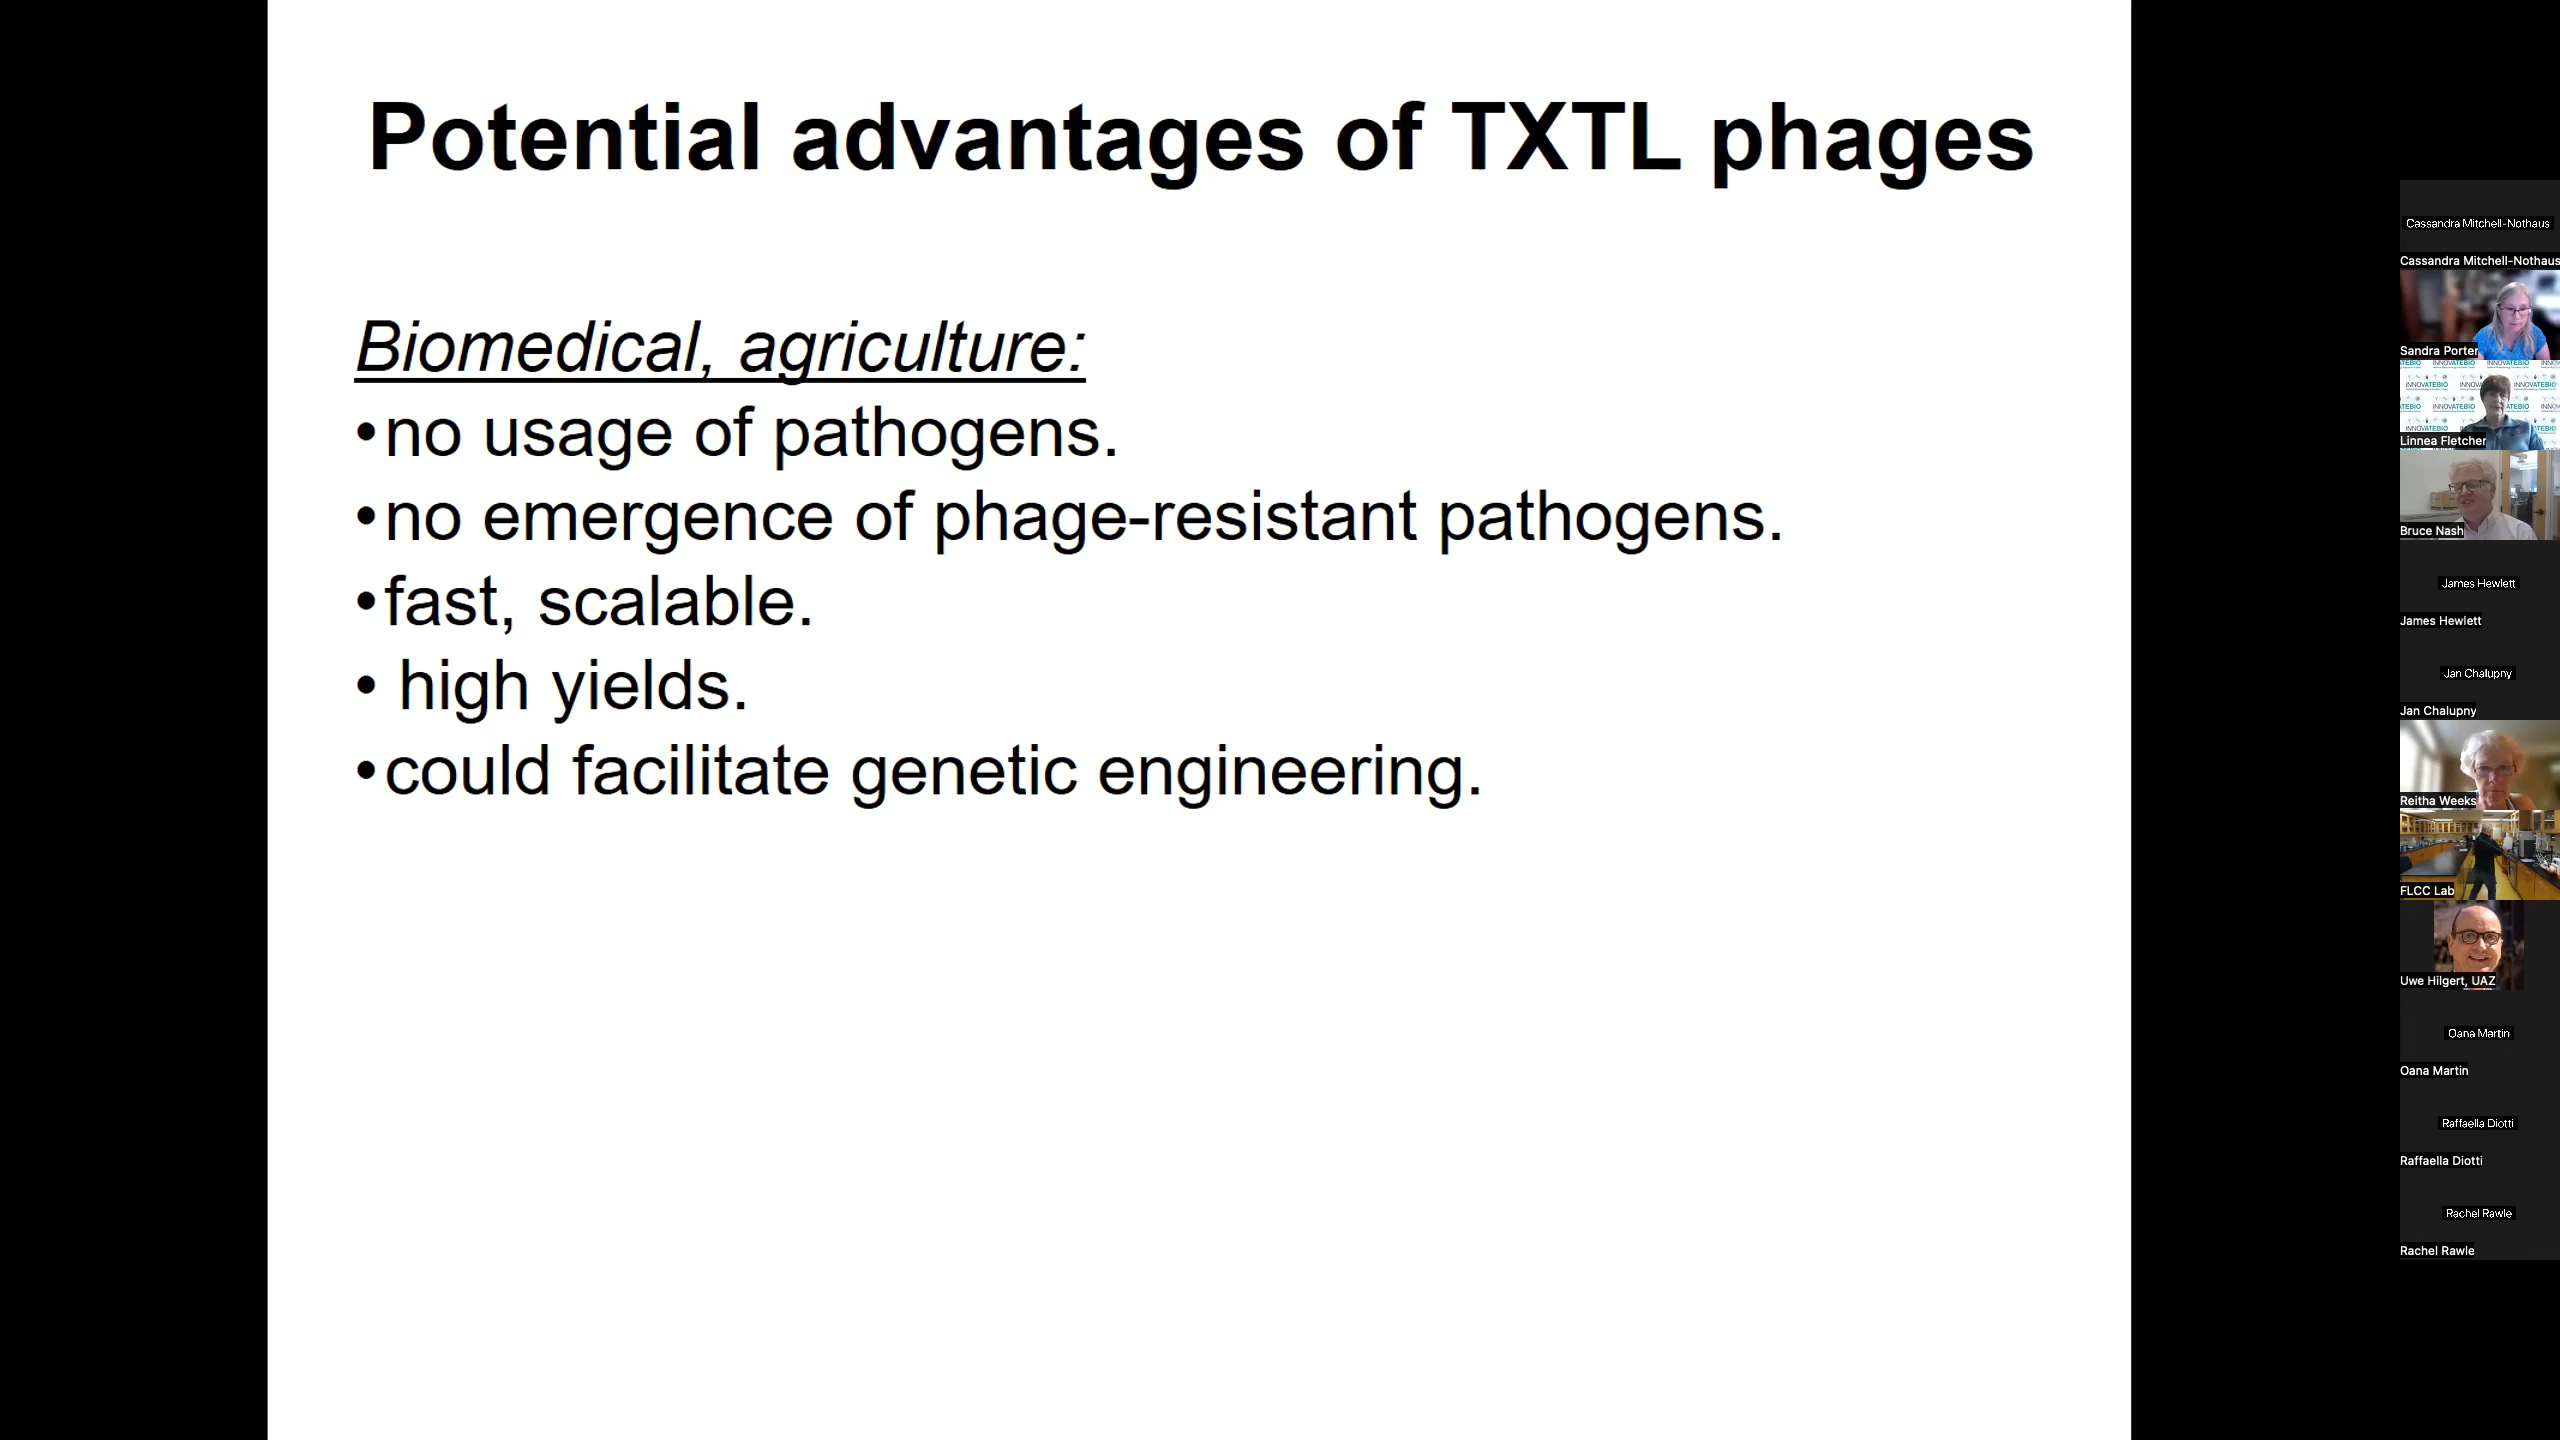 Potential advantages of TXTL phages
Biomedical, agriculture:
•no usage of pathogens.
•no emergence of phage-resistant pathogens.
•fast, scalable.
• high yields.
•could facilitate genetic engineering.
Cassandra Mitchell-Nothaus
Cassandra Mitchell-Nothaus
Sandra Porter
INNOVATEBIO
INNOVATEBIO
Linnea Fletcher
Bruce Nash
James Hewlett
James Hewlett
Jan Chalupny
Jan Chalupny
Reitha Weeks
FLCC Lab
Uwe Hilgert, UAZ
Oana Martin
Oana Martin
Raffaella Diotti
Raffaella Diotti
Rachel Rawle
Rachel Rawle